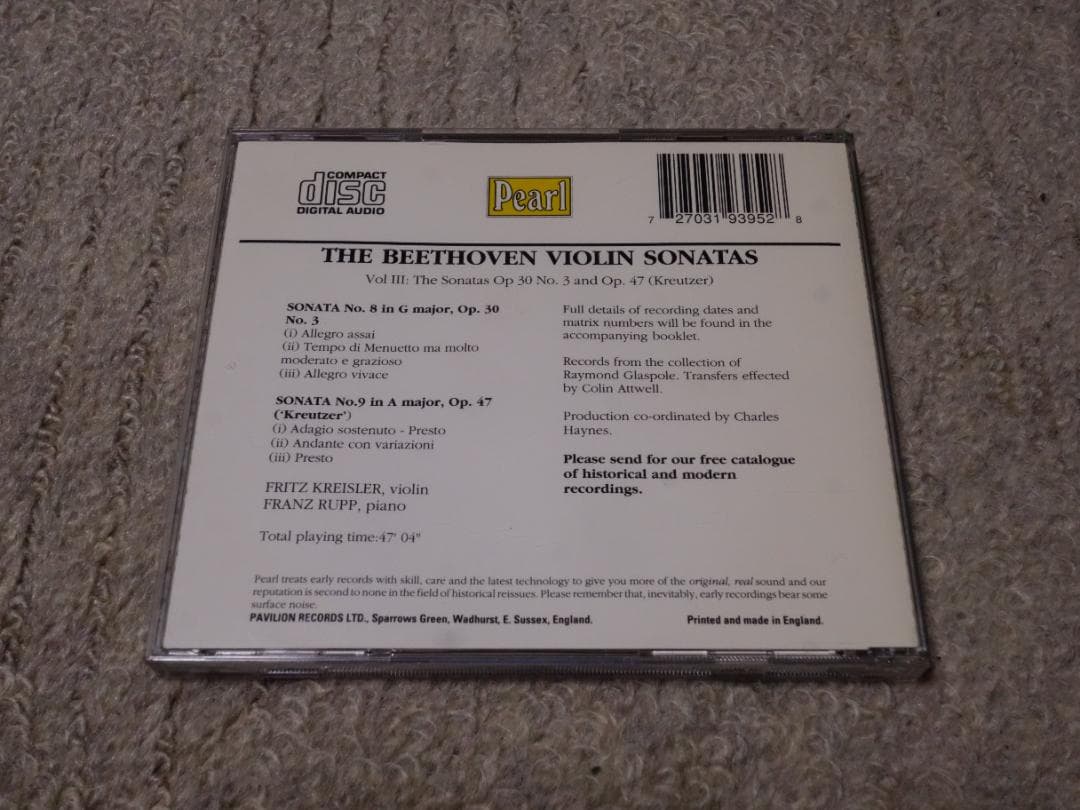 COMPACT
disc
DIGITAL AUDIO
Pearl
7 27031 93952 8
THE BEETHOVEN VIOLIN SONATAS
Vol III: The Sonatas Op 30 No. 3 and Op. 47 (Kreutzer)
SONATA No. 8 in G major, Op. 30
No. 3
(i) Allegro assai
(ii) Tempo di Menuetto ma molto
moderato e grazioso
(iii) Allegro vivace
SONATA No.9 in A major, Op. 47
('Kreutzer')
(i) Adagio sostenuto - Presto
(ii) Andante con variazioni
(iii) Presto
FRITZ KREISLER, violin
FRANZ RUPP, piano
Total playing time:47' 04"
Full details of recording dates and
matrix numbers will be found in the
accompanying booklet.
Records from the collection of
Raymond Glaspole. Transfers effected
by Colin Attwell.
Production co-ordinated by Charles
Haynes.
Please send for our free catalogue
of historical and modern
recordings.
Pearl treats early records with skill, care and the latest technology to give you more of the original, real sound and our
reputation is second to none in the field of historical reissues. Please remember that, inevitably, early recordings bear some
surface noise.
PAVILION RECORDS LTD., Sparrows Green, Wadhurst, E. Sussex, England.
Printed and made in England.